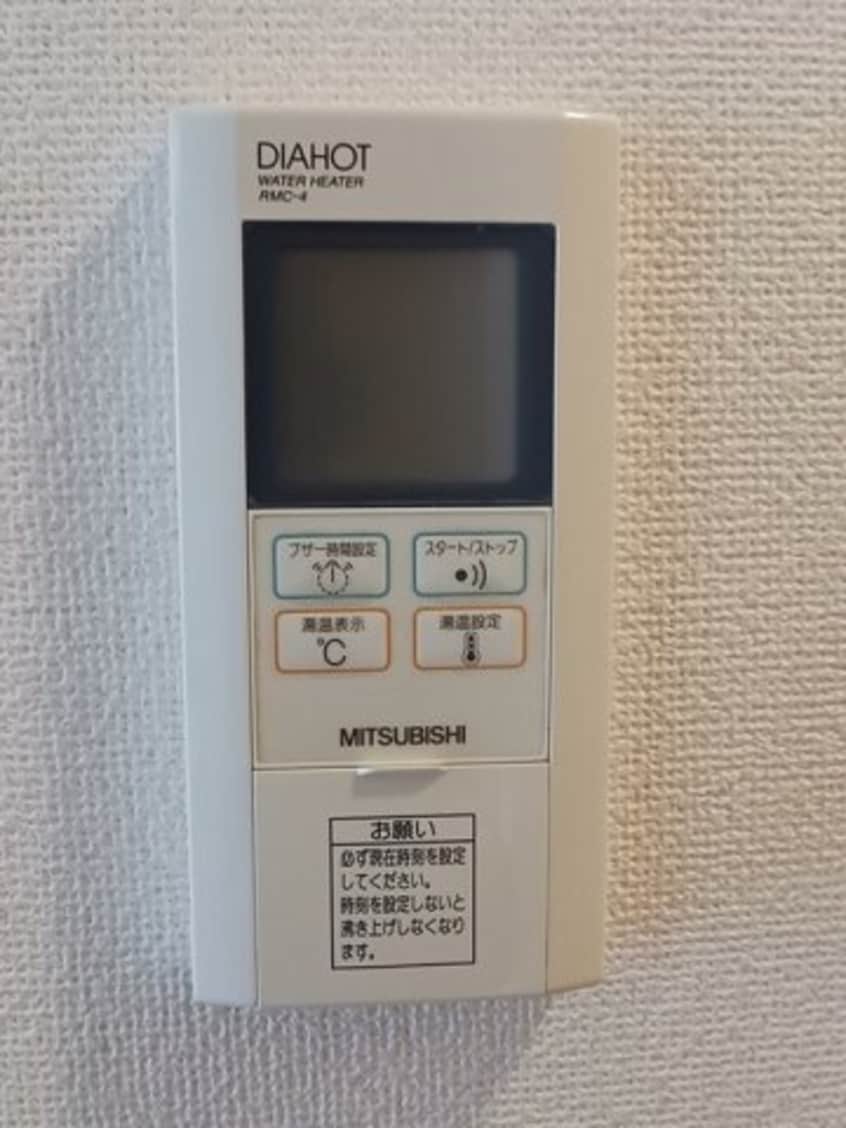 DIAHOT
WATER HEATER
RMC-4
ブザー時間設定
スタート/ストップ
湯温表示
湯温設定
℃
MITSUBISHI
お願い
必ず現在時刻を設定
してください。
時刻を設定しないと
沸き上げしなくなり
ます。